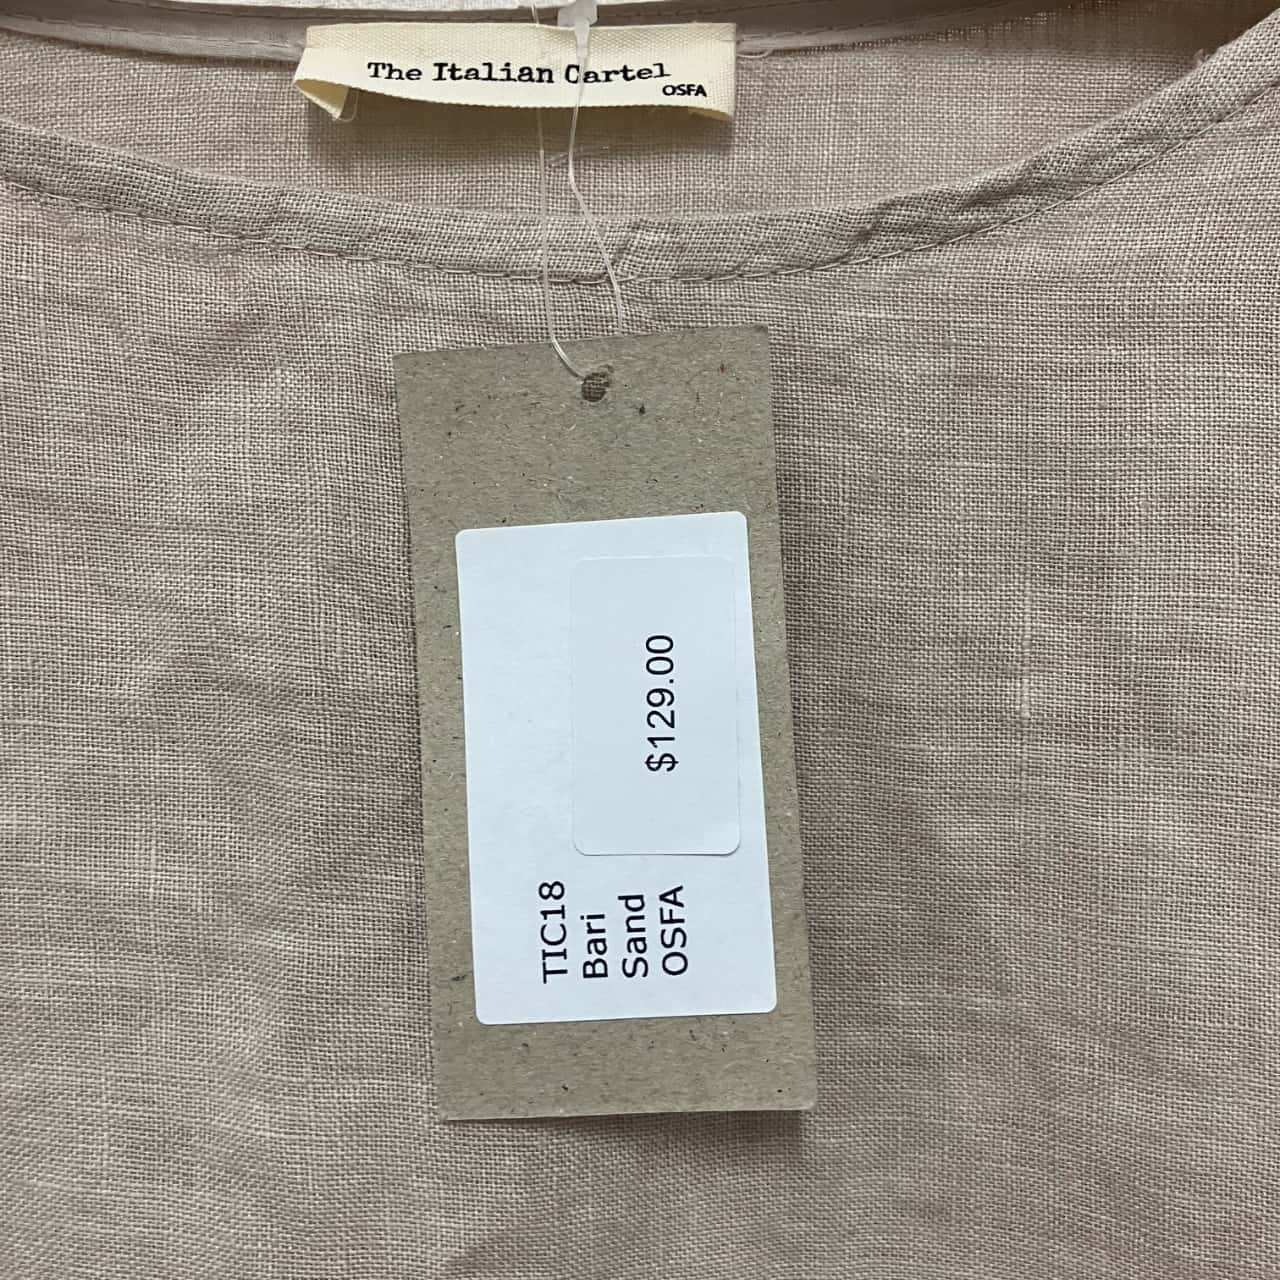 The Italian Cartel
OSFA
$129.00
TIC18
Bari
Sand
OSFA